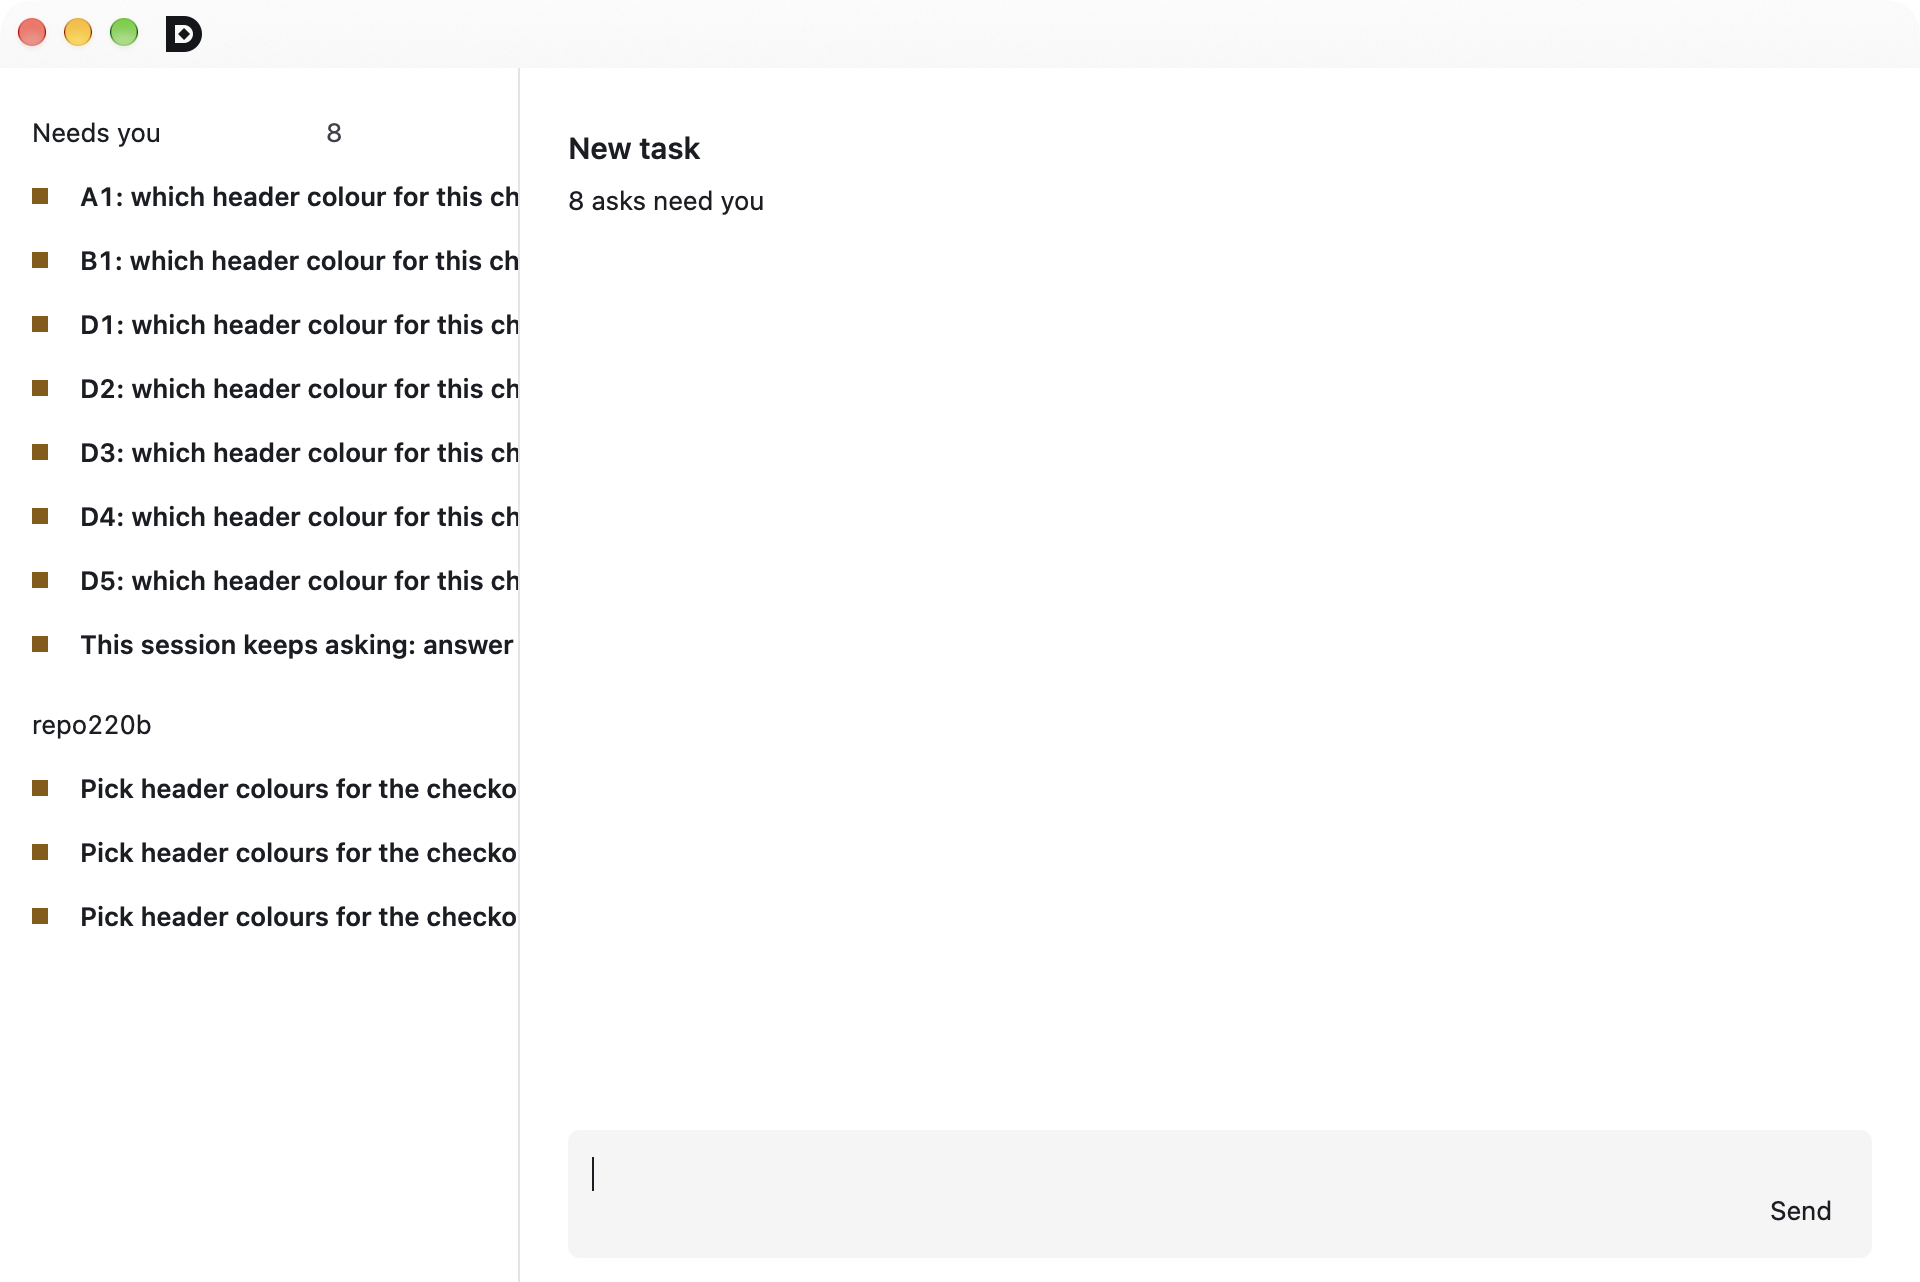 Needs you 8
A1: which header colour for this ch
B1: which header colour for this ch
D1: which header colour for this ch
D2: which header colour for this ch
D3: which header colour for this ch
D4: which header colour for this ch
D5: which header colour for this ch
This session keeps asking: answer
repo220b
Pick header colours for the checko
Pick header colours for the checko
Pick header colours for the checko
New task
8 asks need you
Send